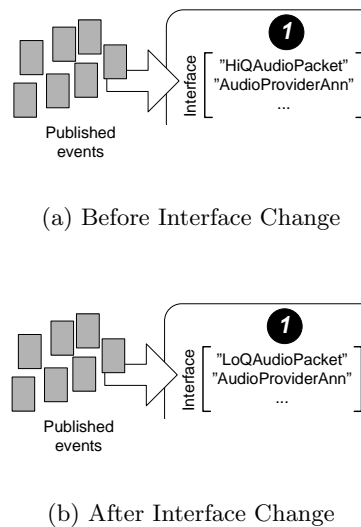 1
"HiQAudioPacket"
"AudioProviderAnn"
...
Interface
Published
events
(a) Before Interface Change
1
"LoQAudioPacket"
"AudioProviderAnn"
...
Interface
Published
events
(b) After Interface Change